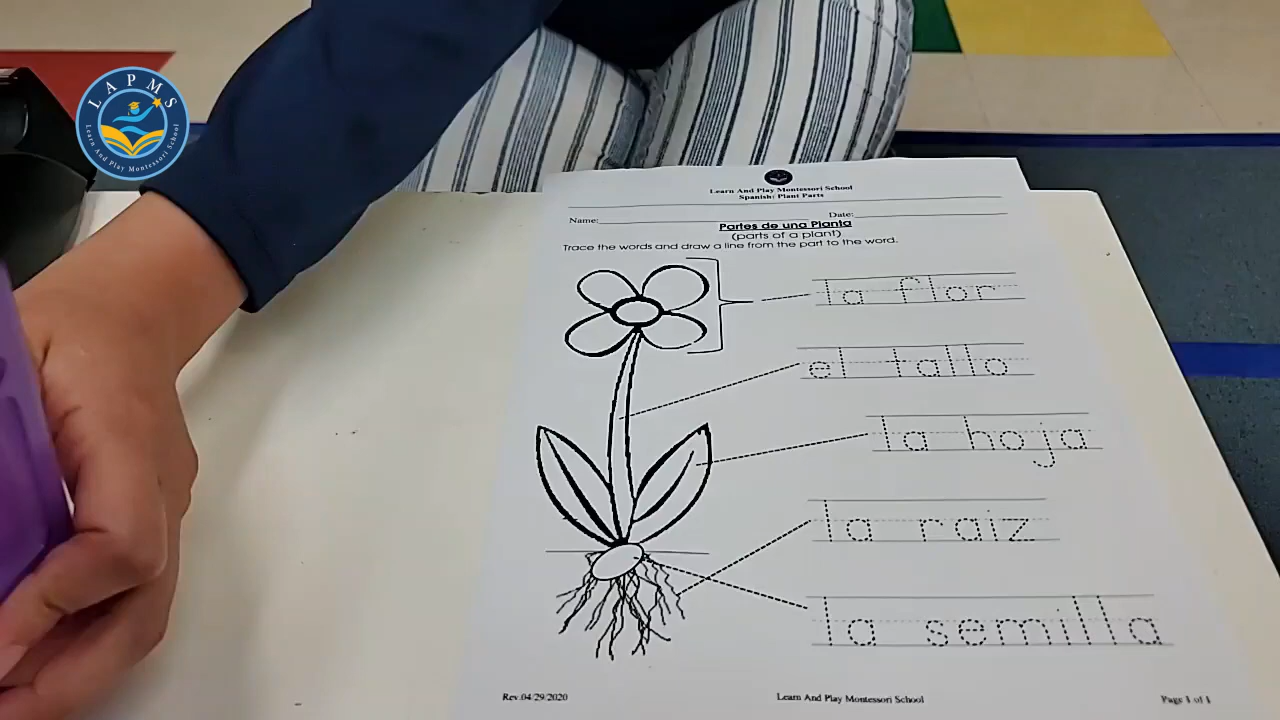 LAPMS
Learn And Play Montessori School
Learn And Play Montessori School
Spanish: Plant Parts
Name: Date:
Partes de una Planta
(parts of a plant)
Trace the words and draw a line from the part to the word.
la flor
el tallo
la hoja
la raiz
la semilla
Rev.04/29/2020 Learn And Play Montessori School Page 1 of 1